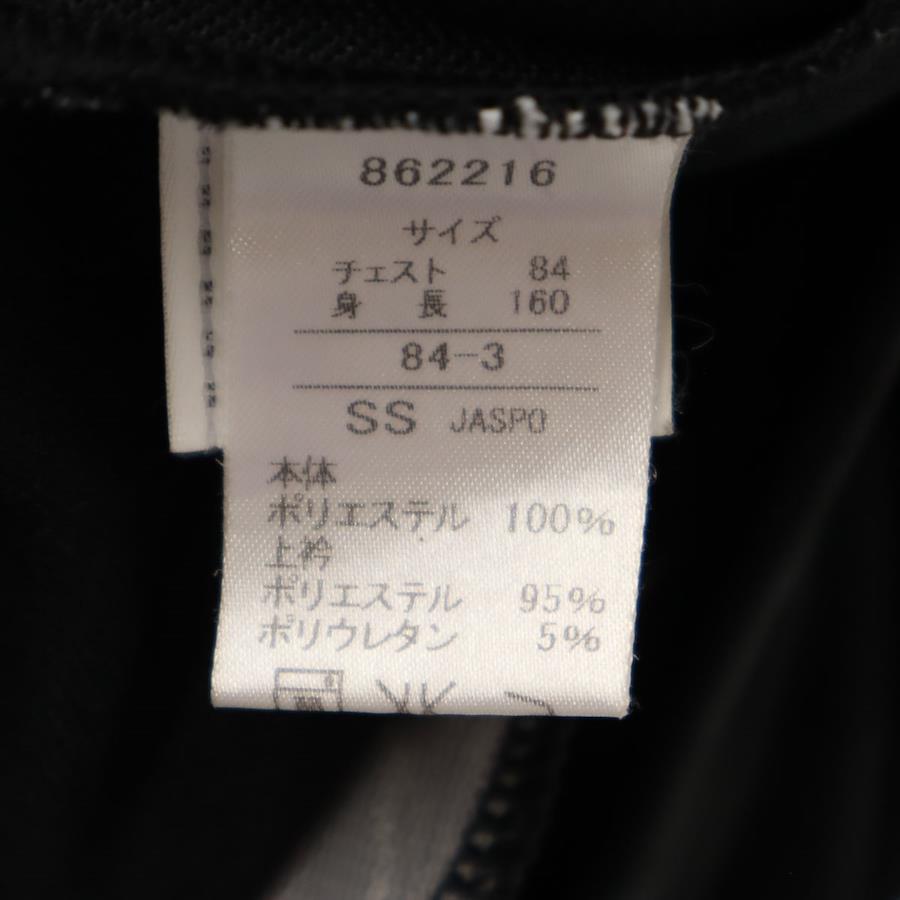 862216
サイズ
チェスト 84
身長 160
84-3
SS JASPO
本体
ポリエステル 100%
上衿
ポリエステル 95%
ポリウレタン 5%